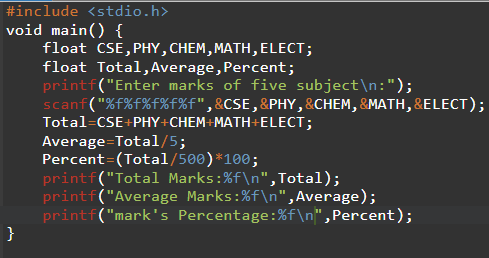 #include <stdio.h>
void main() {
    float CSE,PHY,CHEM,MATH,ELECT;
    float Total,Average,Percent;
    printf("Enter marks of five subject\n:");
    scanf("%f%f%f%f%f",&CSE,&PHY,&CHEM,&MATH,&ELECT);
    Total=CSE+PHY+CHEM+MATH+ELECT;
    Average=Total/5;
    Percent=(Total/500)*100;
    printf("Total Marks:%f\n",Total);
    printf("Average Marks:%f\n",Average);
    printf("mark's Percentage:%f\n",Percent);
}